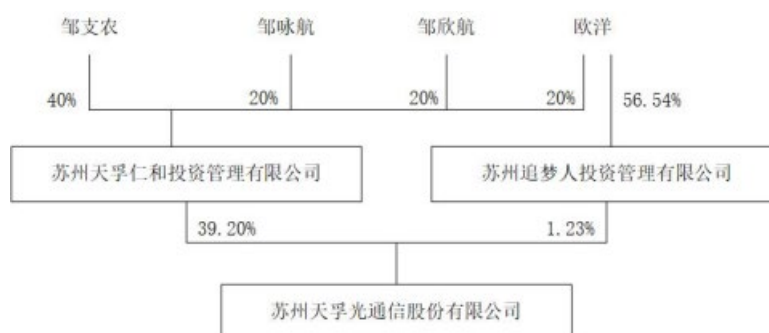 邹支农 邹咏航 邹欣航 欧洋
40% 20% 20% 20% 56.54%
苏州天孚仁和投资管理有限公司 苏州追梦人投资管理有限公司
39.20% 1.23%
苏州天孚光通信股份有限公司